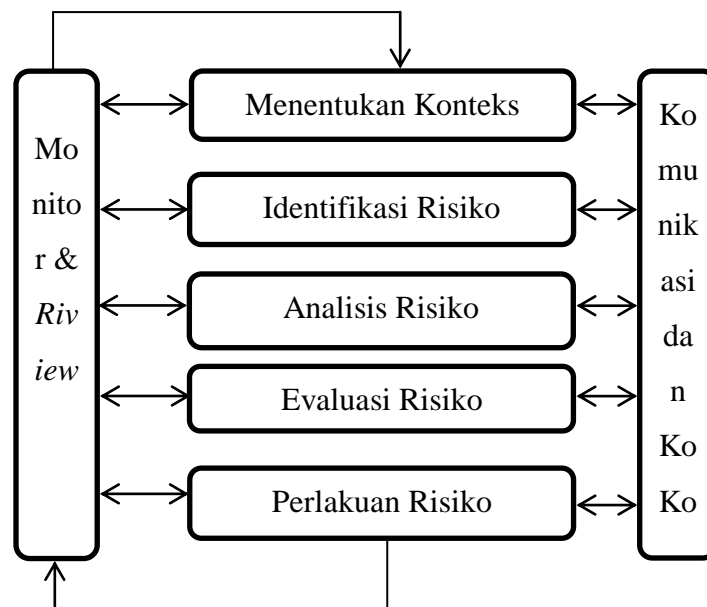 Menentukan Konteks
Identifikasi Risiko
Analisis Risiko
Evaluasi Risiko
Perlakuan Risiko
Mo
nito
r &
Riv
iew
Ko
mu
nik
asi
da
n
Ko
Ko